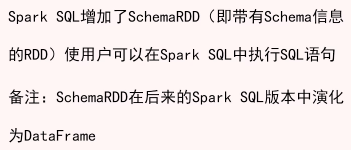 Spark SQL增加了SchemaRDD（即带有Schema信息
的RDD）使用户可以在Spark SQL中执行SQL语句
备注：SchemaRDD在后来的Spark SQL版本中演化
为DataFrame